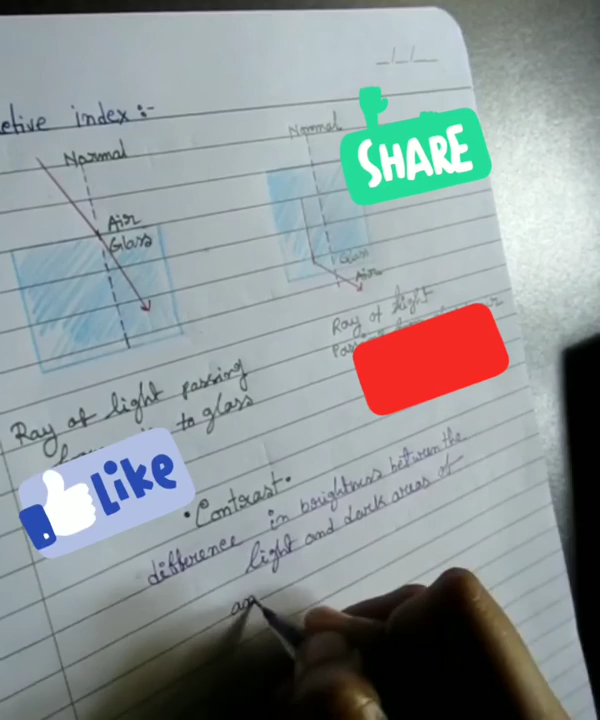 ctive index :-
Normal
Air
Glass
Ray of light passing
to glass
Normal
Glass
Air
Ray of light
SHARE
Like
• Contrast •
difference in brightness between the
light and dark areas of
an